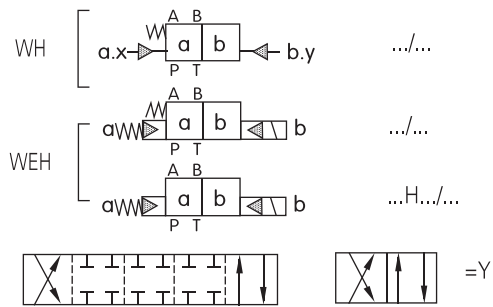 A B
WH a.x a b b.y .../...
P T
A B
a a b b .../...
P T
WEH
A B
a a b b ...H.../...
P T
=Y